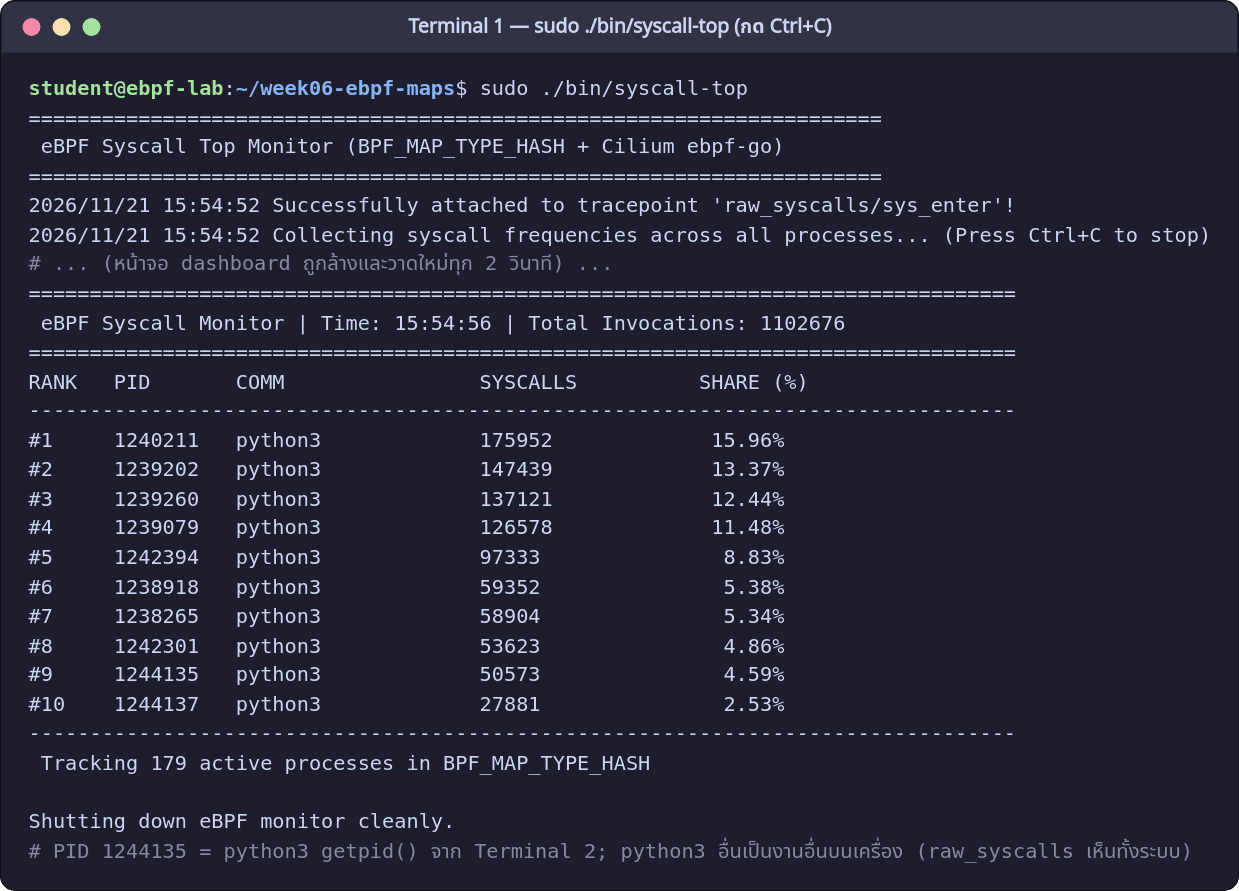 Terminal 1 — sudo ./bin/syscall-top (กด Ctrl+C)
student@ebpf-lab:~/week06-ebpf-maps$ sudo ./bin/syscall-top
======================================================================
 eBPF Syscall Top Monitor (BPF_MAP_TYPE_HASH + Cilium ebpf-go)
======================================================================
2026/11/21 15:54:52 Successfully attached to tracepoint 'raw_syscalls/sys_enter'!
2026/11/21 15:54:52 Collecting syscall frequencies across all processes... (Press Ctrl+C to stop)
# ... (หน้าจอ dashboard ถูกล้างและวาดใหม่ทุก 2 วินาที) ...
=================================================================================
 eBPF Syscall Monitor | Time: 15:54:56 | Total Invocations: 1102676
=================================================================================
RANK   PID       COMM                SYSCALLS          SHARE (%)
---------------------------------------------------------------------------------
#1     1240211   python3             175952             15.96%
#2     1239202   python3             147439             13.37%
#3     1239260   python3             137121             12.44%
#4     1239079   python3             126578             11.48%
#5     1242394   python3             97333               8.83%
#6     1238918   python3             59352               5.38%
#7     1238265   python3             58904               5.34%
#8     1242301   python3             53623               4.86%
#9     1244135   python3             50573               4.59%
#10    1244137   python3             27881               2.53%
---------------------------------------------------------------------------------
 Tracking 179 active processes in BPF_MAP_TYPE_HASH
Shutting down eBPF monitor cleanly.
# PID 1244135 = python3 getpid() จาก Terminal 2; python3 อื่นเป็นงานอื่นบนเครื่อง (raw_syscalls เห็นทั้งระบบ)